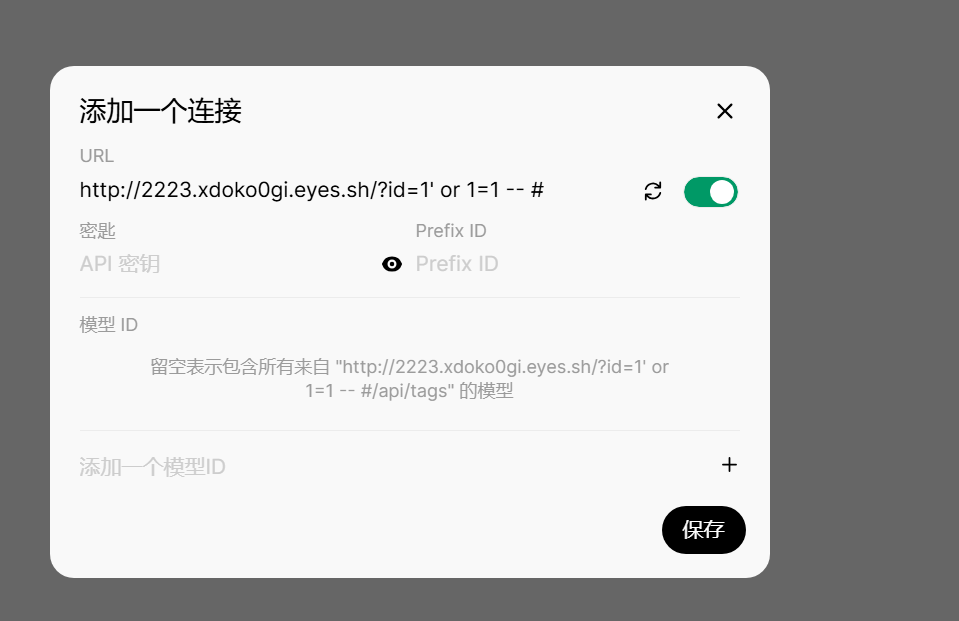 添加一个连接
URL
http://2223.xdoko0gi.eyes.sh/?id=1' or 1=1 -- #
密匙 Prefix ID
API 密钥 Prefix ID
模型 ID
留空表示包含所有来自 "http://2223.xdoko0gi.eyes.sh/?id=1' or
1=1 -- #/api/tags" 的模型
添加一个模型ID
保存